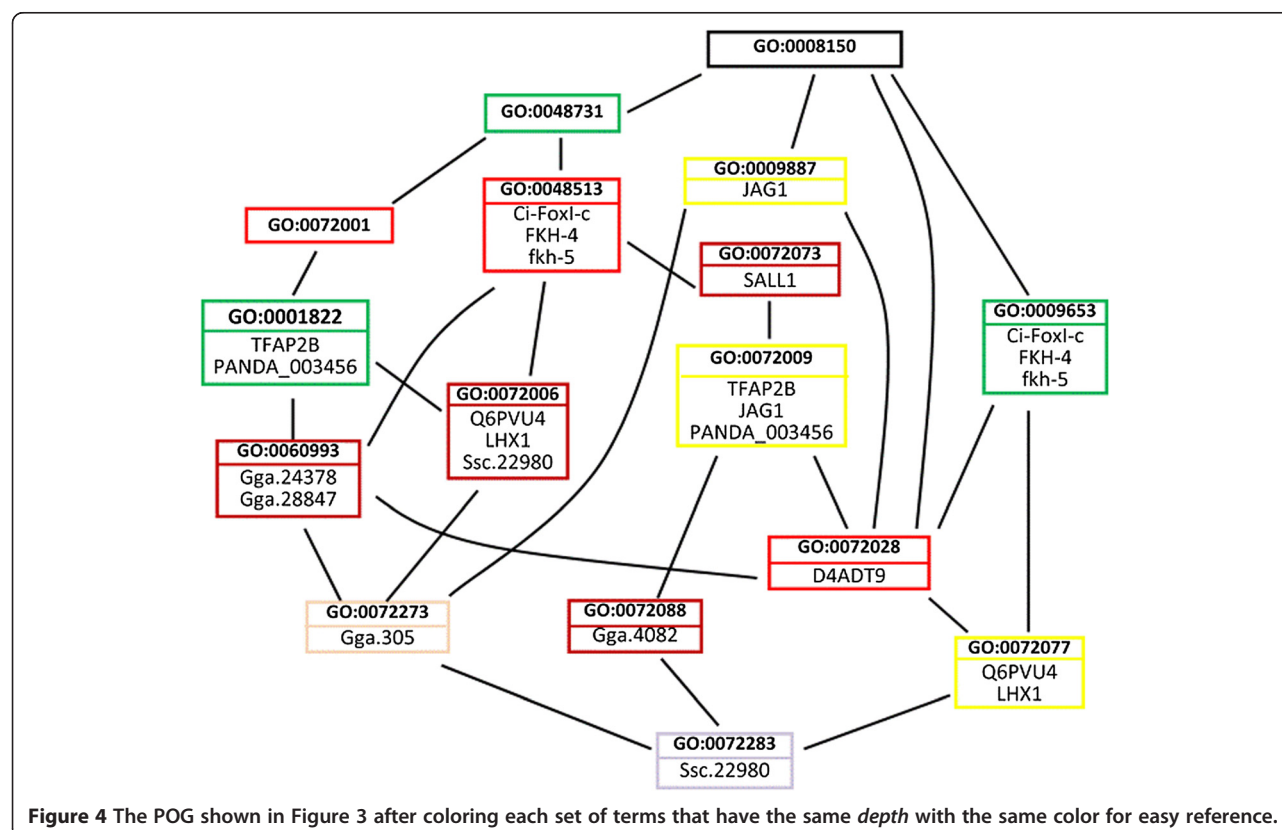 GO:0008150
GO:0048731
GO:0009887
JAG1
GO:0048513
Ci-FoxI-c
FKH-4
fkh-5
GO:0072001
GO:0072073
SALL1
GO:0001822
TFAP2B
PANDA_003456
GO:0009653
Ci-FoxI-c
FKH-4
fkh-5
GO:0072009
TFAP2B
JAG1
PANDA_003456
GO:0072006
Q6PVU4
LHX1
Ssc.22980
GO:0060993
Gga.24378
Gga.28847
GO:0072028
D4ADT9
GO:0072273
Gga.305
GO:0072088
Gga.4082
GO:0072077
Q6PVU4
LHX1
GO:0072283
Ssc.22980
Figure 4 The POG shown in Figure 3 after coloring each set of terms that have the same depth with the same color for easy reference.